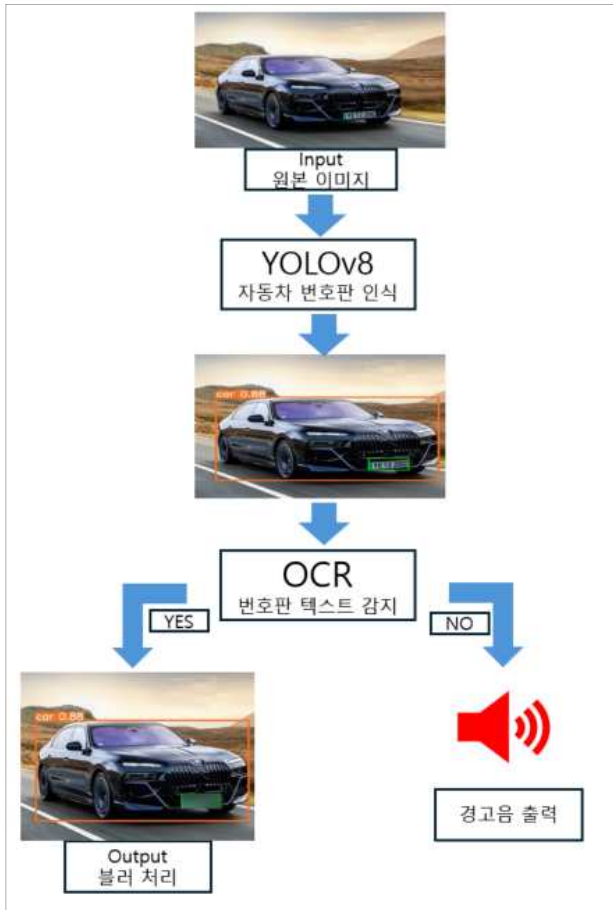 Input
원본 이미지
YOLOv8
자동차 번호판 인식
car 0.88
OCR
번호판 텍스트 감지
YES
NO
car 0.88
경고음 출력
Output
블러 처리